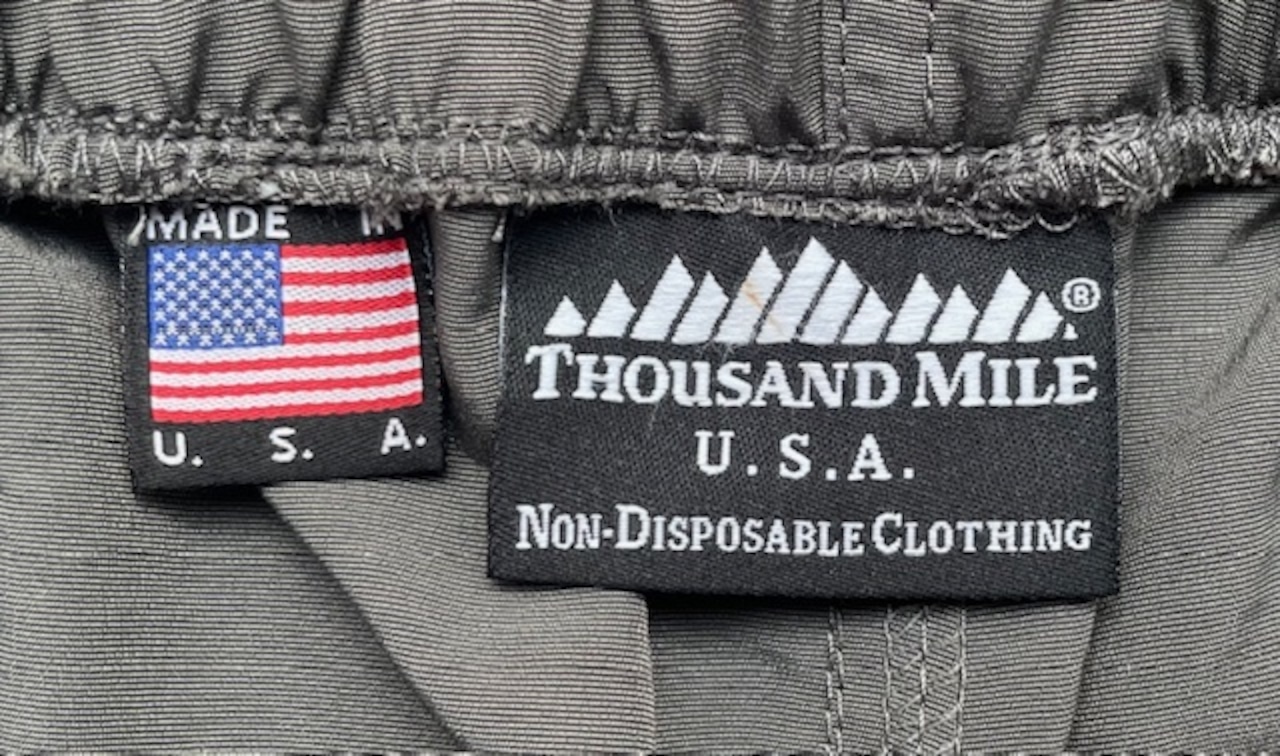 MADE IN
U. S. A.
®
THOUSAND MILE
U.S.A.
NON-DISPOSABLE CLOTHING